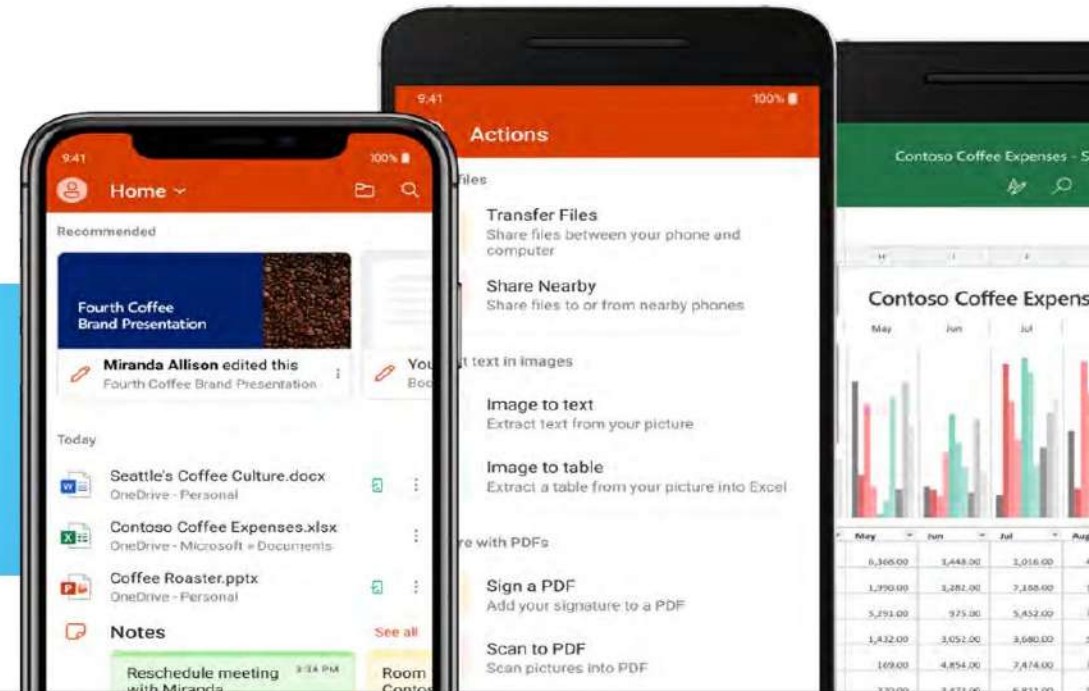 9:41
100%
Home
Recommended
Fourth Coffee
Brand Presentation
Miranda Allison edited this
Fourth Coffee Brand Presentation
You
Today
Seattle's Coffee Culture.docx
OneDrive - Personal
Contoso Coffee Expenses.xlsx
OneDrive - Microsoft » Documents
Coffee Roaster.pptx
OneDrive - Personal
Notes
See all
Reschedule meeting
3:34 PM
with Miranda
Room
9:41
100%
Actions
files
Transfer Files
Share files between your phone and
computer
Share Nearby
Share files to or from nearby phones
t text in images
Image to text
Extract text from your picture
Image to table
Extract a table from your picture into Excel
re with PDFs
Sign a PDF
Add your signature to a PDF
Scan to PDF
Scan pictures into PDF
Contoso Coffee Expenses - S
Contoso Coffee Expens
May Jun Jul
May Jun Jul Aug
6,366.00 3,448.00 2,016.00
1,990.00 3,282.00 7,168.00
5,291.00 975.00 5,452.00
1,432.00 3,052.00 3,680.00
169.00 4,854.00 7,474.00